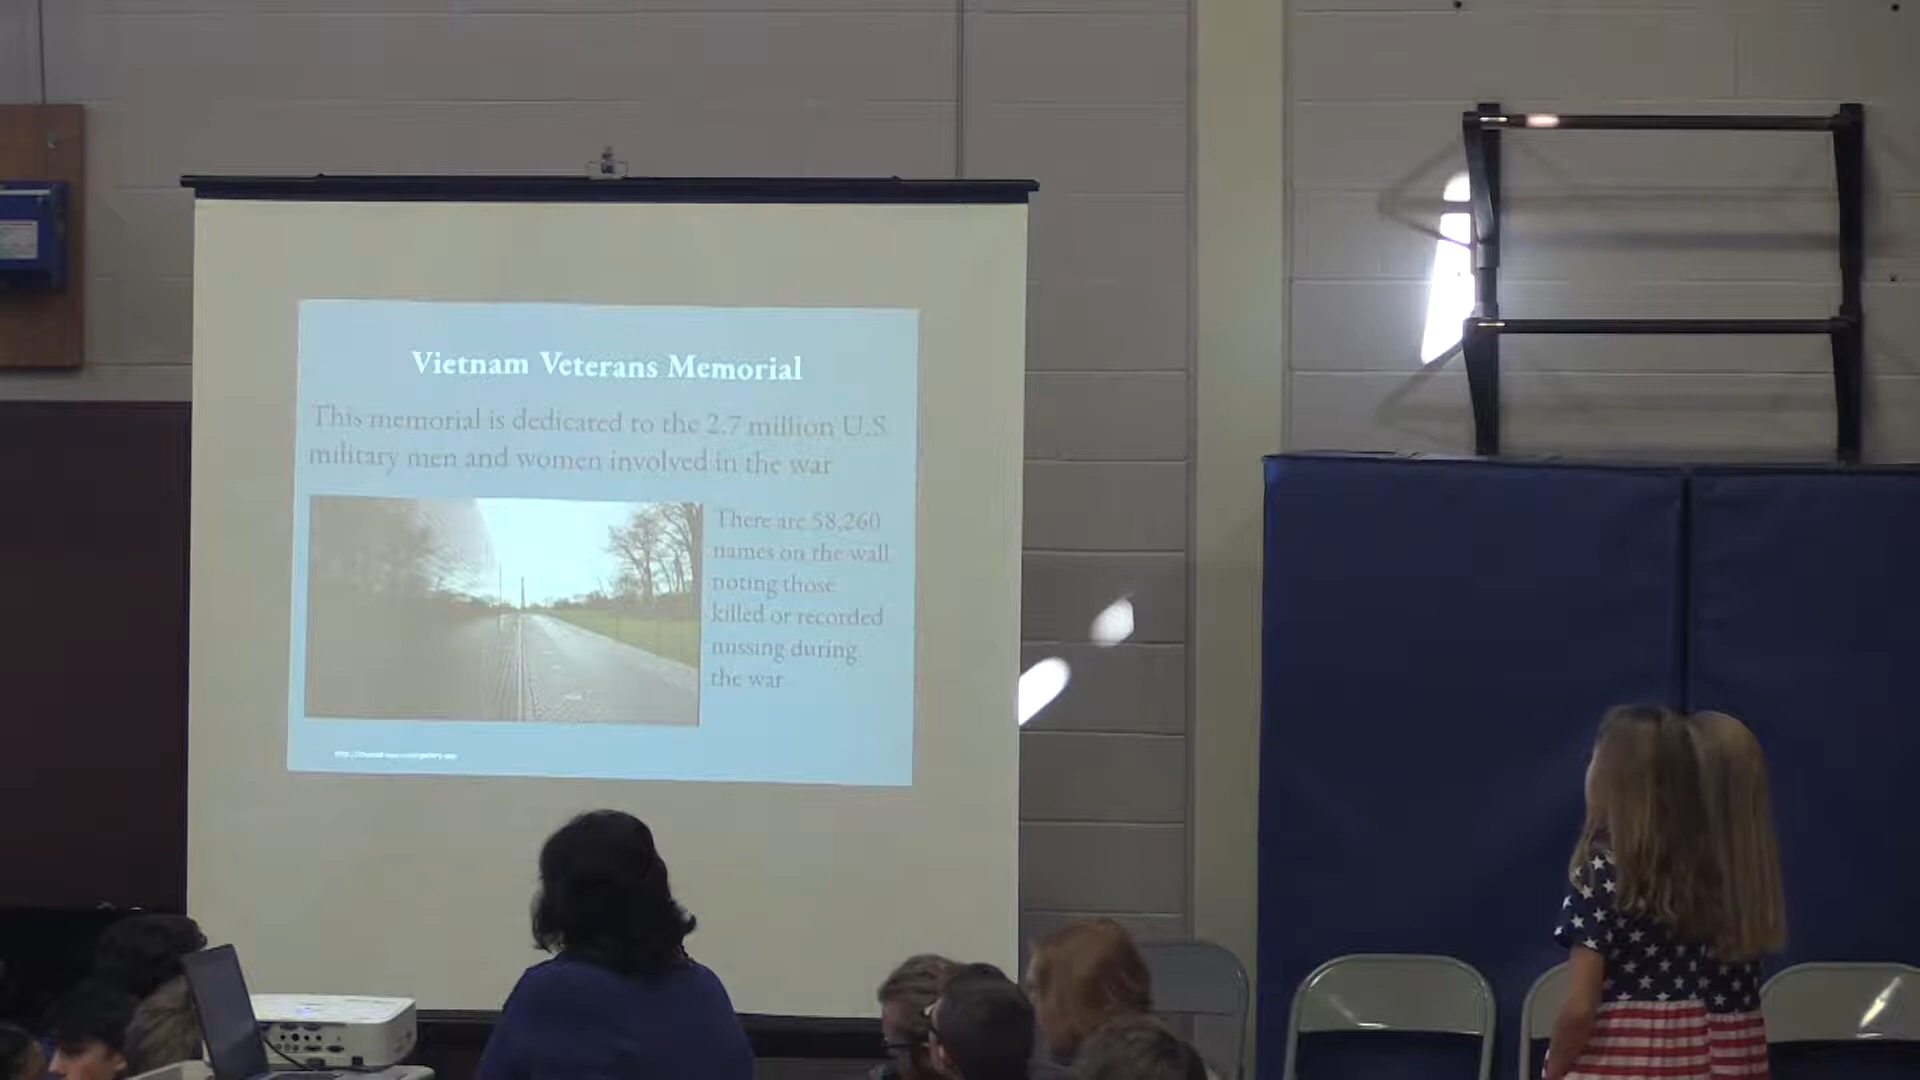 Vietnam Veterans Memorial
This memorial is dedicated to the 2.7 million U.S.
military men and women involved in the war
There are 58,260
names on the wall
noting those
killed or recorded
missing during
the war